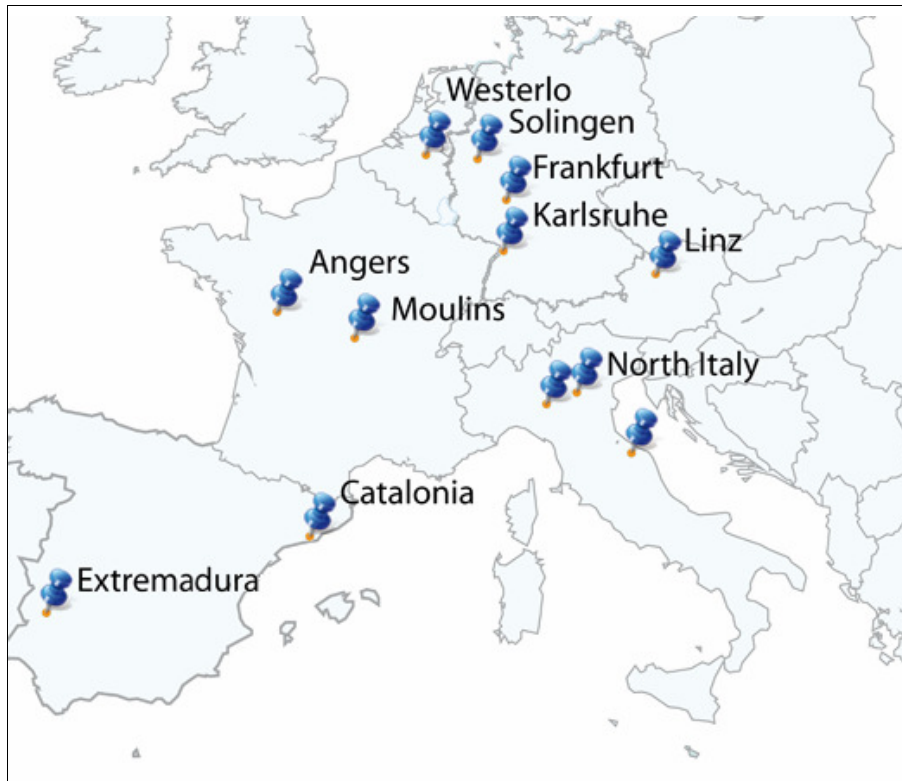 Westerlo
Solingen
Frankfurt
Karlsruhe
Linz
Angers
Moulins
North Italy
Catalonia
Extremadura